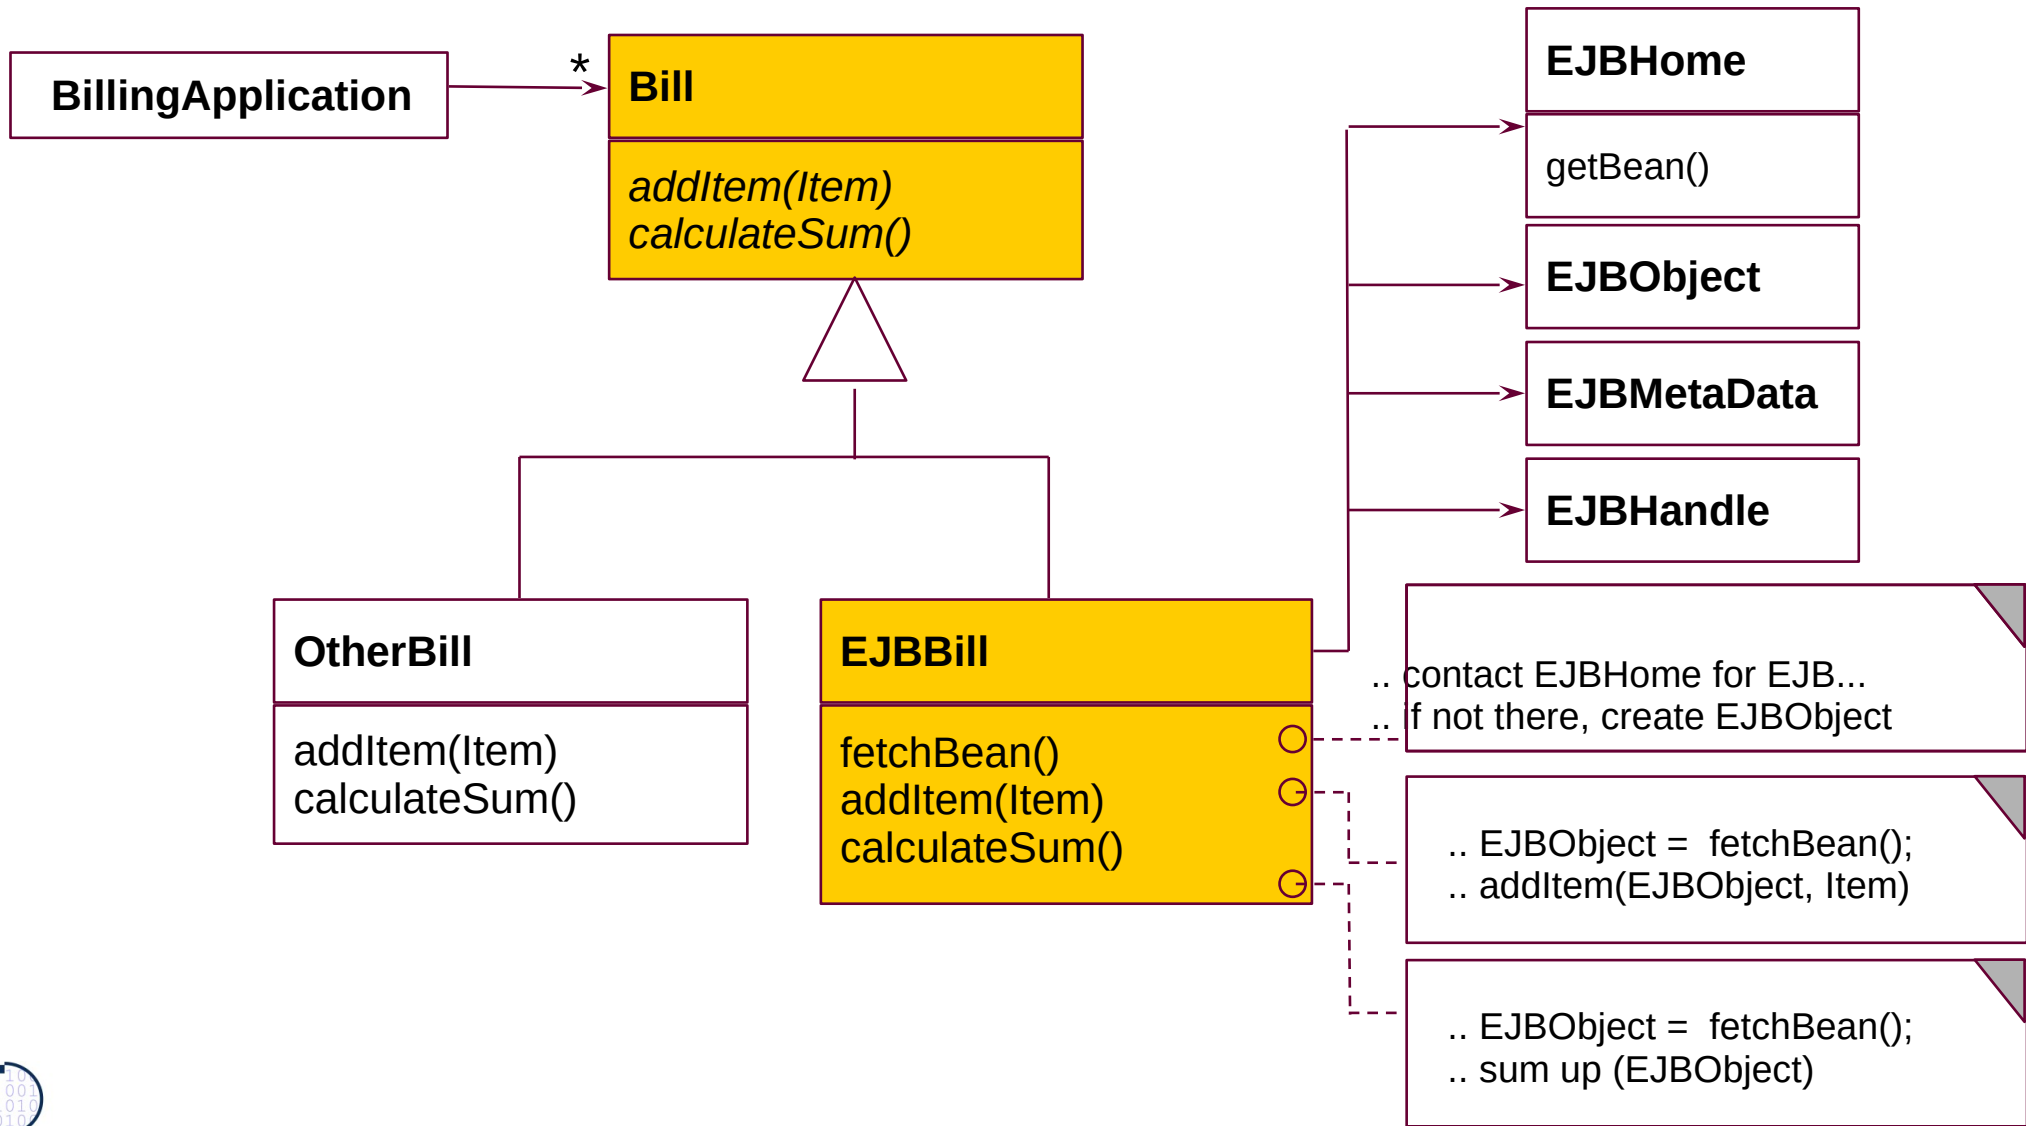 BillingApplication
*
Bill
addItem(Item)
calculateSum()
EJBHome
getBean()
EJBObject
EJBMetaData
EJBHandle
OtherBill
addItem(Item)
calculateSum()
EJBBill
fetchBean()
addItem(Item)
calculateSum()
.. contact EJBHome for EJB...
.. if not there, create EJBObject
.. EJBObject = fetchBean();
.. addItem(EJBObject, Item)
.. EJBObject = fetchBean();
.. sum up (EJBObject)